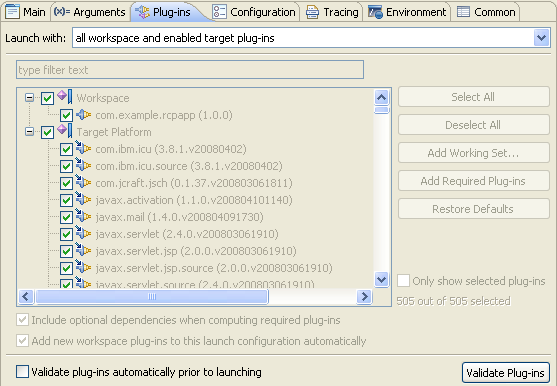 Main (x)= Arguments Plug-ins Configuration Tracing Environment Common
Launch with: all workspace and enabled target plug-ins
type filter text
Workspace
com.example.rcpapp (1.0.0)
Target Platform
com.ibm.icu (3.8.1.v20080402)
com.ibm.icu.source (3.8.1.v20080402)
com.jcraft.jsch (0.1.37.v200803061811)
javax.activation (1.1.0.v200804101140)
javax.mail (1.4.0.v200804091730)
javax.servlet (2.4.0.v200803061910)
javax.servlet.jsp (2.0.0.v200803061910)
javax.servlet.jsp.source (2.0.0.v200803061910)
javax.servlet.source (2.4.0.v200803061910)
Select All
Deselect All
Add Working Set...
Add Required Plug-ins
Restore Defaults
Only show selected plug-ins
505 out of 505 selected
Include optional dependencies when computing required plug-ins
Add new workspace plug-ins to this launch configuration automatically
Validate plug-ins automatically prior to launching
Validate Plug-ins